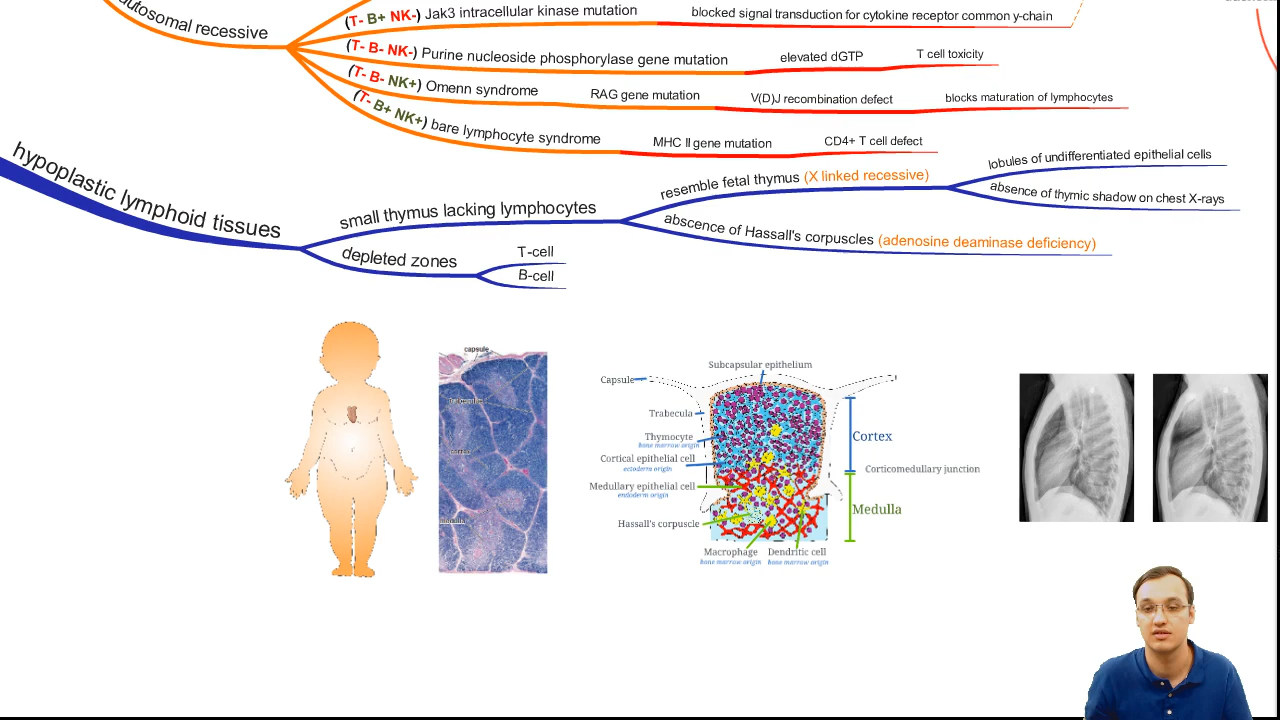 autosomal recessive
(T- B+ NK-) Jak3 intracellular kinase mutation
blocked signal transduction for cytokine receptor common y-chain
(T- B- NK-) Purine nucleoside phosphorylase gene mutation
elevated dGTP
T cell toxicity
(T- B- NK+) Omenn syndrome
RAG gene mutation
V(D)J recombination defect
blocks maturation of lymphocytes
(T- B+ NK+) bare lymphocyte syndrome
MHC II gene mutation
CD4+ T cell defect
hypoplastic lymphoid tissues
small thymus lacking lymphocytes
resemble fetal thymus (X linked recessive)
lobules of undifferentiated epithelial cells
absence of thymic shadow on chest X-rays
abscence of Hassall's corpuscles (adenosine deaminase deficiency)
depleted zones
T-cell
B-cell
capsule
medulla
Subcapsular epithelium
Capsule
Trabecula
Thymocyte
bone marrow origin
Cortical epithelial cell
ectoderm origin
Medullary epithelial cell
endoderm origin
Hassall's corpuscle
Macrophage
bone marrow origin
Dendritic cell
bone marrow origin
Cortex
Corticomedullary junction
Medulla